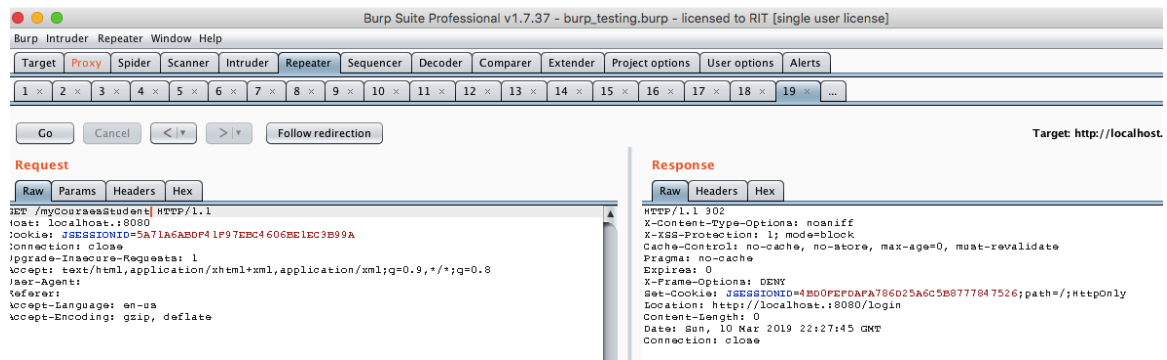 Burp Suite Professional v1.7.37 - burp_testing.burp - licensed to RIT [single user license]
Burp Intruder Repeater Window Help
Target Proxy Spider Scanner Intruder Repeater Sequencer Decoder Comparer Extender Project options User options Alerts
1 × 2 × 3 × 4 × 5 × 6 × 7 × 8 × 9 × 10 × 11 × 12 × 13 × 14 × 15 × 16 × 17 × 18 × 19 × ...
Go Cancel < | ▼ > | ▼ Follow redirection Target: http://localhost.
Request
Raw Params Headers Hex
GET /myCoursesStudent HTTP/1.1
Host: localhost.:8080
Cookie: JSESSIONID=5A71A6ABDF41F97EBC4606BE1EC3B99A
Connection: close
Upgrade-Insecure-Requests: 1
Accept: text/html,application/xhtml+xml,application/xml;q=0.9,*/*;q=0.8
User-Agent:
Referer:
Accept-Language: en-us
Accept-Encoding: gzip, deflate
Response
Raw Headers Hex
HTTP/1.1 302
X-Content-Type-Options: nosniff
X-XSS-Protection: 1; mode=block
Cache-Control: no-cache, no-store, max-age=0, must-revalidate
Pragma: no-cache
Expires: 0
X-Frame-Options: DENY
Set-Cookie: JSESSIONID=4BD0FEFDAFA786D25A6C5B8777847526;path=/;HttpOnly
Location: http://localhost.:8080/login
Content-Length: 0
Date: Sun, 10 Mar 2019 22:27:45 GMT
Connection: close